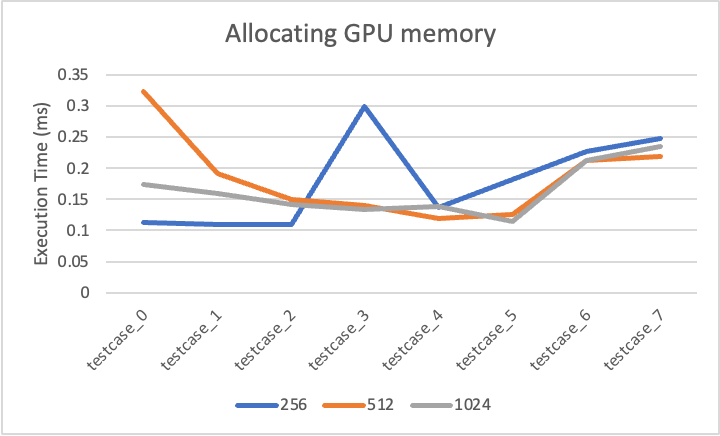 Allocating GPU memory
Execution Time (ms)
0.35
0.3
0.25
0.2
0.15
0.1
0.05
0
testcase_0
testcase_1
testcase_2
testcase_3
testcase_4
testcase_5
testcase_6
testcase_7
256 512 1024